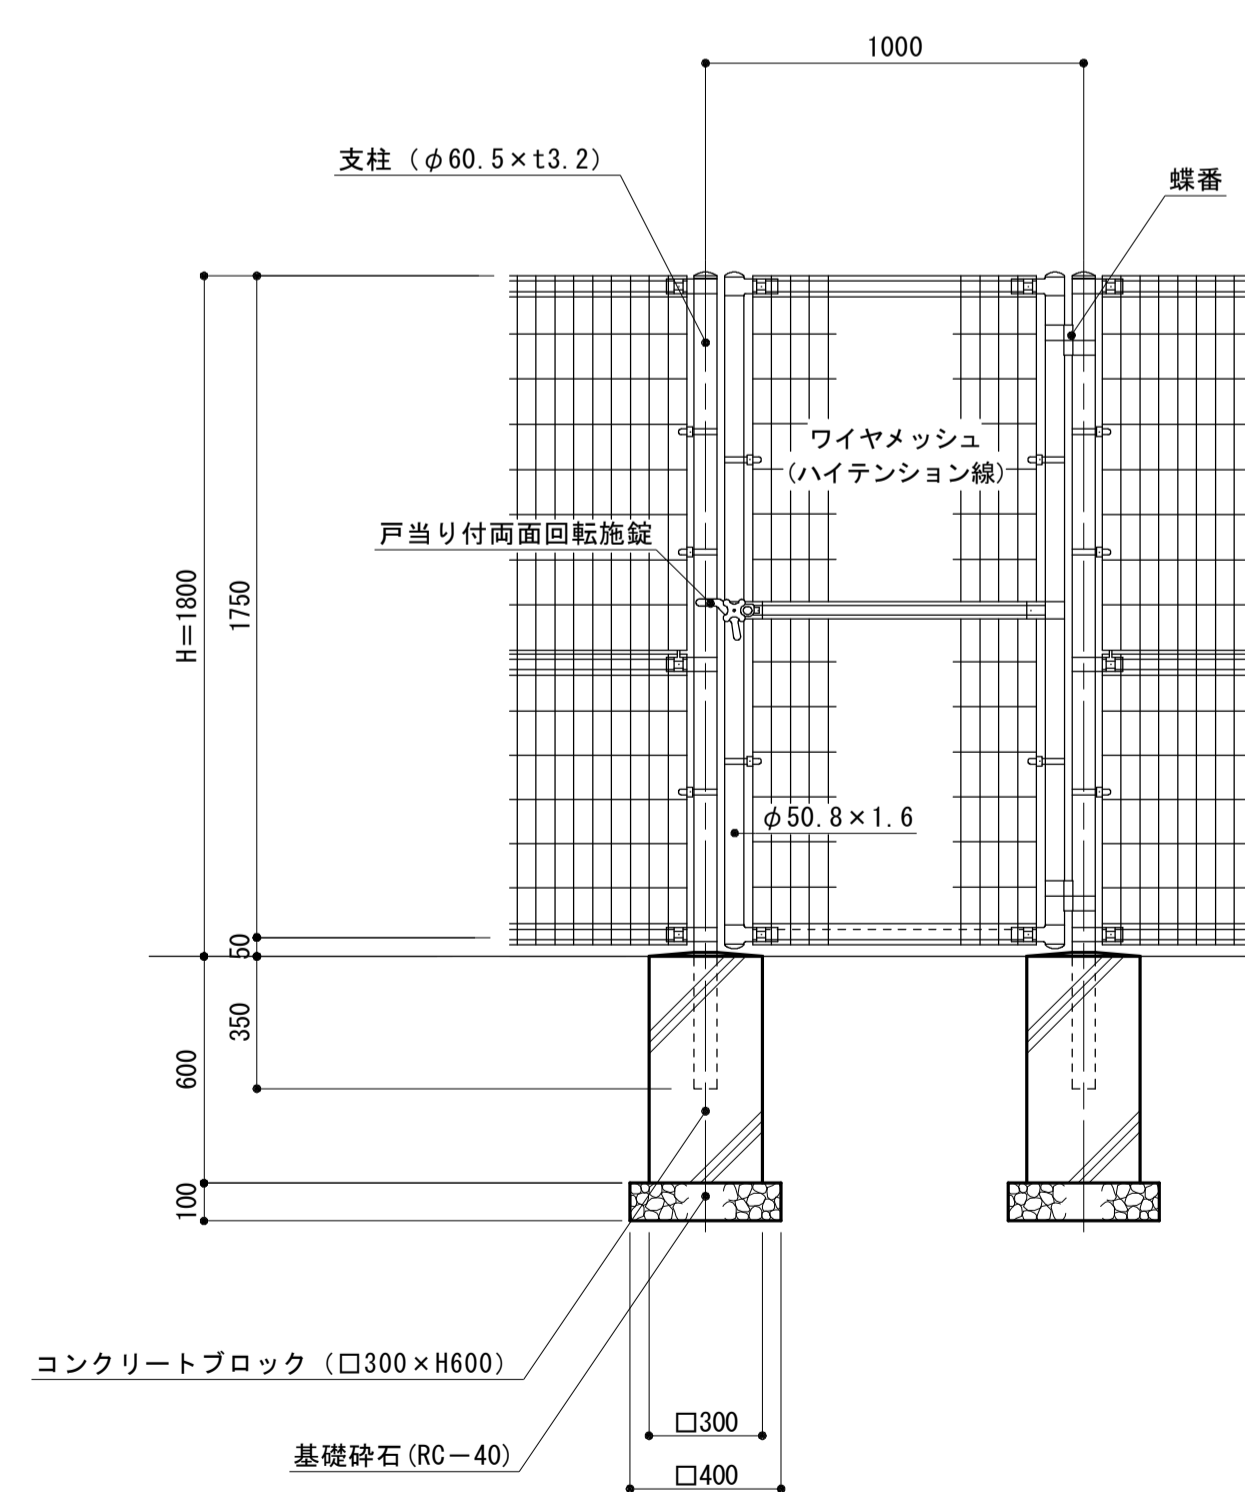 1000
支柱（φ60.5×t3.2）
蝶番
ワイヤメッシュ
(ハイテンション線)
戸当り付両面回転施錠
H=1800
1750
φ50.8×1.6
50
350
600
100
コンクリートブロック（□300×H600）
□300
基礎砕石(RC－40)
□400